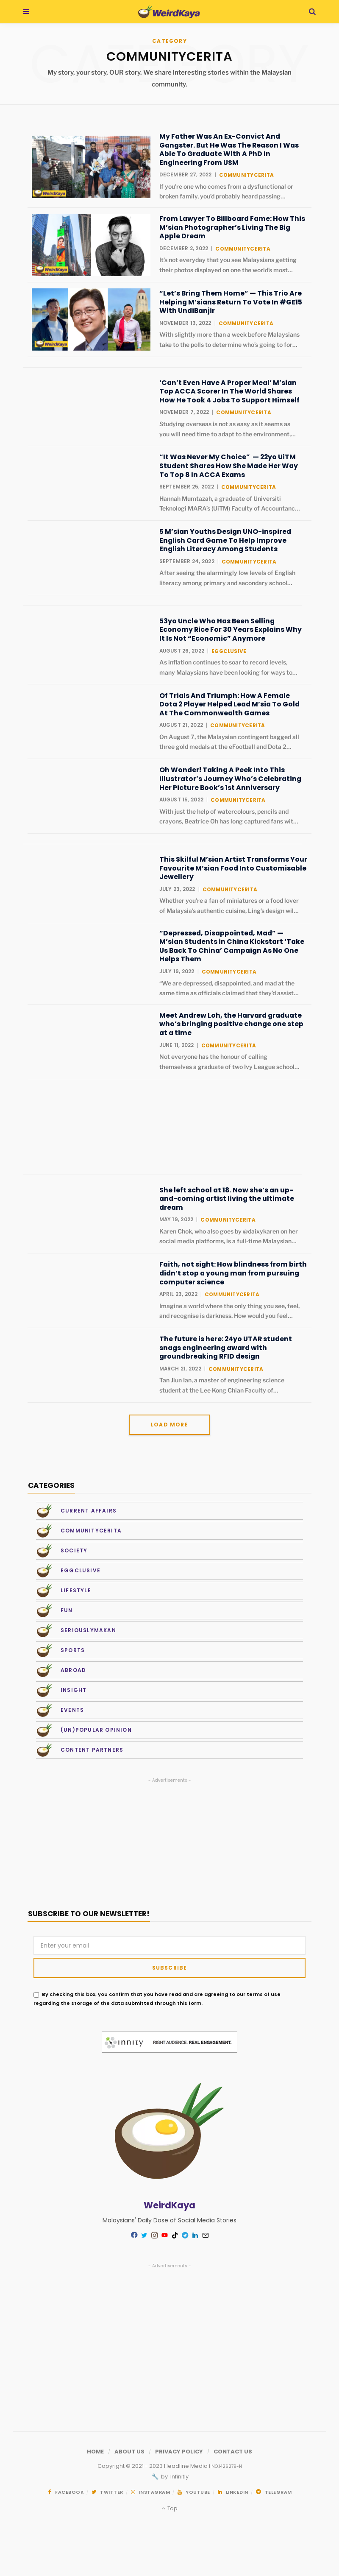 WeirdKaya
CATEGORY
COMMUNITYCERITA
My story, your story, OUR story. We share interesting stories within the Malaysian
community.
My Father Was An Ex-Convict And
Gangster. But He Was The Reason I Was
Able To Graduate With A PhD In
Engineering From USM
DECEMBER 27, 2022 | COMMUNITYCERITA
If you're one who comes from a dysfunctional or
broken family, you'd probably heard passing…
From Lawyer To Billboard Fame: How This
M'sian Photographer's Living The Big
Apple Dream
DECEMBER 2, 2022 | COMMUNITYCERITA
It's not everyday that you see Malaysians getting
their photos displayed on one the world's most…
"Let's Bring Them Home" — This Trio Are
Helping M'sians Return To Vote In #GE15
With UndiBanjir
NOVEMBER 13, 2022 | COMMUNITYCERITA
With slightly more than a week before Malaysians
take to the polls to determine who's going to for…
'Can't Even Have A Proper Meal' M'sian
Top ACCA Scorer In The World Shares
How He Took 4 Jobs To Support Himself
NOVEMBER 7, 2022 | COMMUNITYCERITA
Studying overseas is not as easy as it seems as
you will need time to adapt to the environment,…
"It Was Never My Choice" — 22yo UiTM
Student Shares How She Made Her Way
To Top 8 In ACCA Exams
SEPTEMBER 25, 2022 | COMMUNITYCERITA
Hannah Mumtazah, a graduate of Universiti
Teknologi MARA's (UiTM) Faculty of Accountanc…
5 M'sian Youths Design UNO-inspired
English Card Game To Help Improve
English Literacy Among Students
SEPTEMBER 24, 2022 | COMMUNITYCERITA
After seeing the alarmingly low levels of English
literacy among primary and secondary school…
53yo Uncle Who Has Been Selling
Economy Rice For 30 Years Explains Why
It Is Not "Economic" Anymore
AUGUST 26, 2022 | EGGCLUSIVE
As inflation continues to soar to record levels,
many Malaysians have been looking for ways to…
Of Trials And Triumph: How A Female
Dota 2 Player Helped Lead M'sia To Gold
At The Commonwealth Games
AUGUST 21, 2022 | COMMUNITYCERITA
On August 7, the Malaysian contingent bagged all
three gold medals at the eFootball and Dota 2…
Oh Wonder! Taking A Peek Into This
Illustrator's Journey Who's Celebrating
Her Picture Book's 1st Anniversary
AUGUST 15, 2022 | COMMUNITYCERITA
With just the help of watercolours, pencils and
crayons, Beatrice Oh has long captured fans wit…
This Skilful M'sian Artist Transforms Your
Favourite M'sian Food Into Customisable
Jewellery
JULY 23, 2022 | COMMUNITYCERITA
Whether you're a fan of miniatures or a food lover
of Malaysia's authentic cuisine, Ling's design wil…
"Depressed, Disappointed, Mad" —
M'sian Students in China Kickstart 'Take
Us Back To China' Campaign As No One
Helps Them
JULY 19, 2022 | COMMUNITYCERITA
"We are depressed, disappointed, and mad at the
same time as officials claimed that they'd assist…
Meet Andrew Loh, the Harvard graduate
who's bringing positive change one step
at a time
JUNE 11, 2022 | COMMUNITYCERITA
Not everyone has the honour of calling
themselves a graduate of two Ivy League school…
She left school at 18. Now she's an up-
and-coming artist living the ultimate
dream
MAY 19, 2022 | COMMUNITYCERITA
Karen Chok, who also goes by @daixykaren on her
social media platforms, is a full-time Malaysian…
Faith, not sight: How blindness from birth
didn't stop a young man from pursuing
computer science
APRIL 23, 2022 | COMMUNITYCERITA
Imagine a world where the only thing you see, feel,
and recognise is darkness. How would you feel…
The future is here: 24yo UTAR student
snags engineering award with
groundbreaking RFID design
MARCH 21, 2022 | COMMUNITYCERITA
Tan Jiun Ian, a master of engineering science
student at the Lee Kong Chian Faculty of…
LOAD MORE
CATEGORIES
CURRENT AFFAIRS
COMMUNITYCERITA
SOCIETY
EGGCLUSIVE
LIFESTYLE
FUN
SERIOUSLYMAKAN
SPORTS
ABROAD
INSIGHT
EVENTS
(UN)POPULAR OPINION
CONTENT PARTNERS
- Advertisements -
SUBSCRIBE TO OUR NEWSLETTER!
Enter your email
SUBSCRIBE
By checking this box, you confirm that you have read and are agreeing to our terms of use
regarding the storage of the data submitted through this form.
innity RIGHT AUDIENCE. REAL ENGAGEMENT.
WeirdKaya
Malaysians' Daily Dose of Social Media Stories
- Advertisements -
HOME / ABOUT US / PRIVACY POLICY / CONTACT US
Copyright © 2021 - 2023 Headline Media
by Infinify
FACEBOOK TWITTER INSTAGRAM YOUTUBE LINKEDIN TELEGRAM
Top